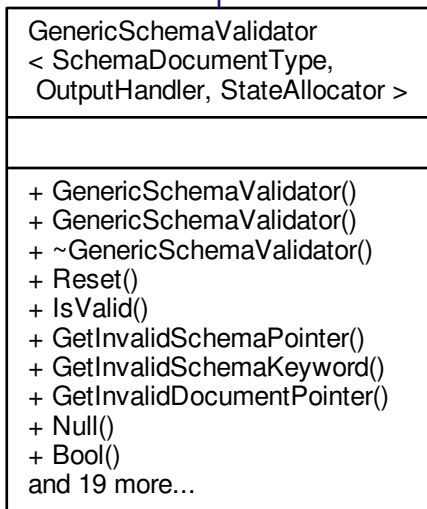 GenericSchemaValidator
< SchemaDocumentType,
OutputHandler, StateAllocator >
+ GenericSchemaValidator()
+ GenericSchemaValidator()
+ ~GenericSchemaValidator()
+ Reset()
+ IsValid()
+ GetInvalidSchemaPointer()
+ GetInvalidSchemaKeyword()
+ GetInvalidDocumentPointer()
+ Null()
+ Bool()
and 19 more...